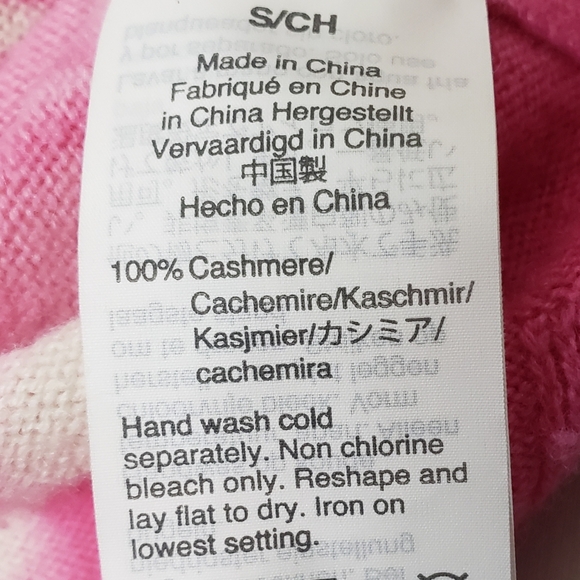 S/CH
Made in China
Fabriqué en Chine
in China Hergestellt
Vervaardigd in China
中国製
Hecho en China
100% Cashmere/
Cachemire/Kaschmir/
Kasjmier/カシミア/
cachemira
Hand wash cold
separately. Non chlorine
bleach only. Reshape and
lay flat to dry. Iron on
lowest setting.